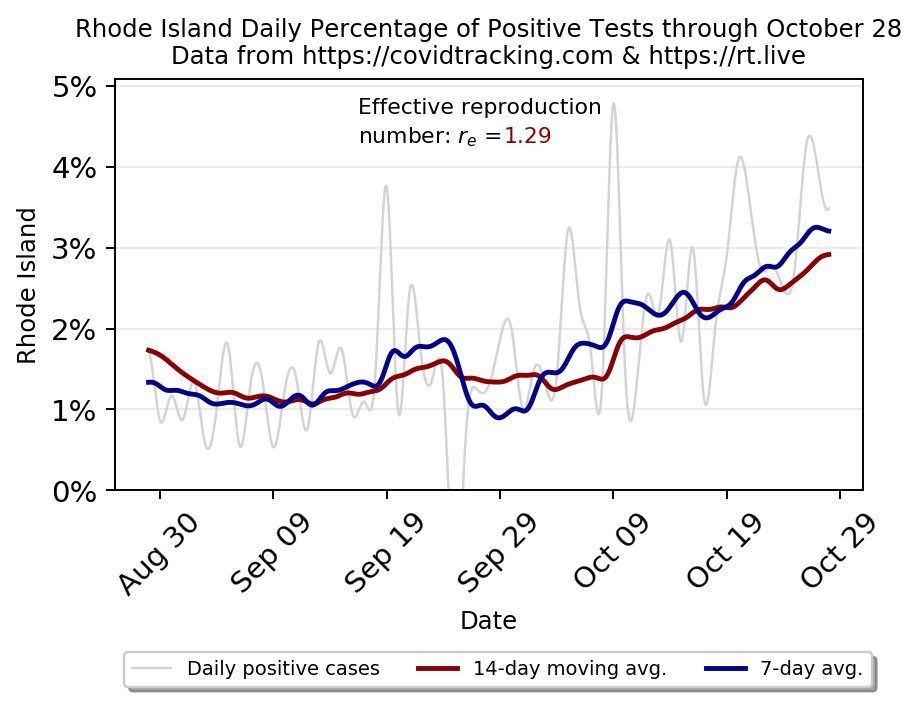 Rhode Island Daily Percentage of Positive Tests through October 28
Data from https://covidtracking.com & https://rt.live
5%
4%
3%
2%
1%
0%
Rhode Island
Effective reproduction
number: rₑ =1.29
Aug 30
Sep 09
Sep 19
Sep 29
Oct 09
Oct 19
Oct 29
Date
Daily positive cases
14-day moving avg.
7-day avg.